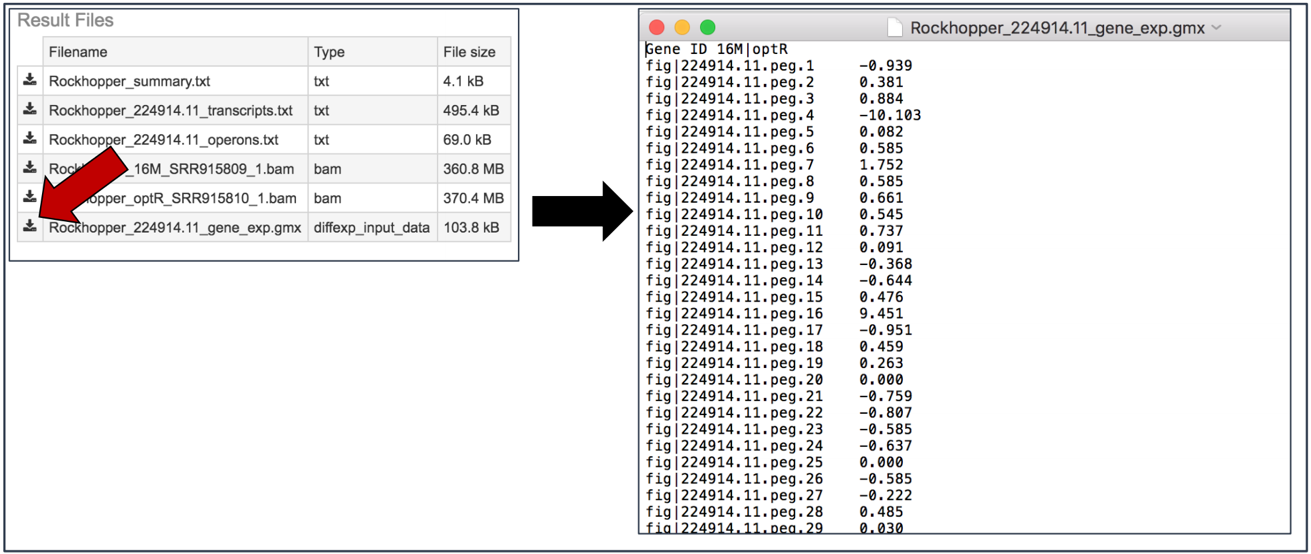 Result Files
Filename Type File size
Rockhopper_summary.txt txt 4.1 kB
Rockhopper_224914.11_transcripts.txt txt 495.4 kB
Rockhopper_224914.11_operons.txt txt 69.0 kB
Roc _16M_SRR915809_1.bam bam 360.8 MB
hopper_optR_SRR915810_1.bam bam 370.4 MB
Rockhopper_224914.11_gene_exp.gmx diffexp_input_data 103.8 kB
Rockhopper_224914.11_gene_exp.gmx
Gene ID 16M|optR
fig|224914.11.peg.1 -0.939
fig|224914.11.peg.2 0.381
fig|224914.11.peg.3 0.884
fig|224914.11.peg.4 -10.103
fig|224914.11.peg.5 0.082
fig|224914.11.peg.6 0.585
fig|224914.11.peg.7 1.752
fig|224914.11.peg.8 0.585
fig|224914.11.peg.9 0.661
fig|224914.11.peg.10 0.545
fig|224914.11.peg.11 0.737
fig|224914.11.peg.12 0.091
fig|224914.11.peg.13 -0.368
fig|224914.11.peg.14 -0.644
fig|224914.11.peg.15 0.476
fig|224914.11.peg.16 9.451
fig|224914.11.peg.17 -0.951
fig|224914.11.peg.18 0.459
fig|224914.11.peg.19 0.263
fig|224914.11.peg.20 0.000
fig|224914.11.peg.21 -0.759
fig|224914.11.peg.22 -0.807
fig|224914.11.peg.23 -0.585
fig|224914.11.peg.24 -0.637
fig|224914.11.peg.25 0.000
fig|224914.11.peg.26 -0.585
fig|224914.11.peg.27 -0.222
fig|224914.11.peg.28 0.485
fig|224914.11.peg.29 0.030